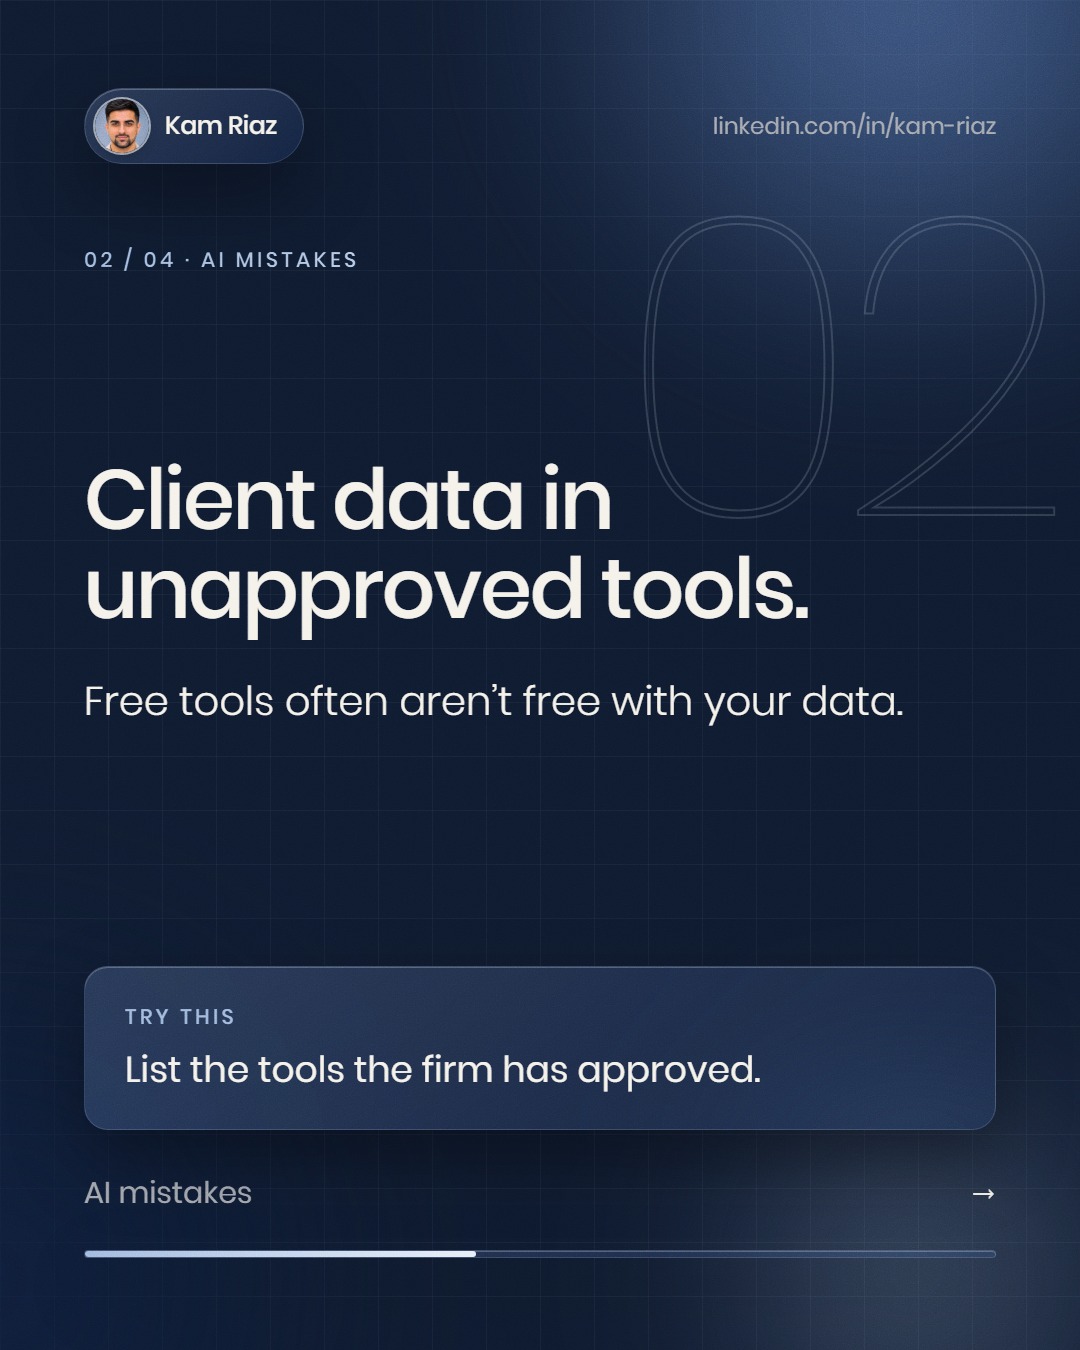 Kam Riaz
linkedin.com/in/kam-riaz
02 / 04 · AI MISTAKES
02
Client data in
unapproved tools.
Free tools often aren’t free with your data.
TRY THIS
List the tools the firm has approved.
AI mistakes
→